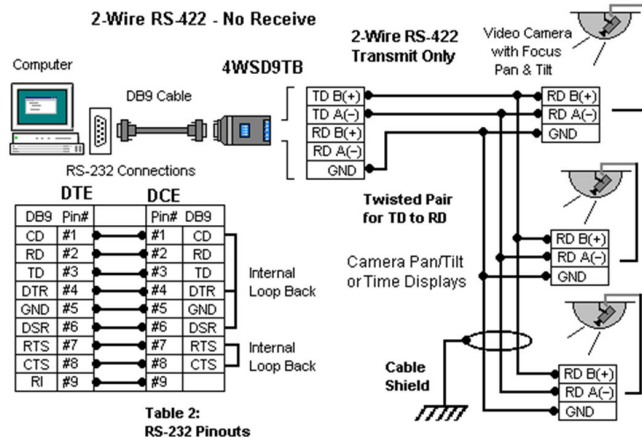 2-Wire RS-422 - No Receive
2-Wire RS-422
Transmit Only
Video Camera
with Focus
Pan & Tilt
Computer
DB9 Cable
4WSD9TB
TD B(+)
TD A(-)
RD B(+)
RD A(-)
GND
RD B(+)
RD A(-)
GND
RS-232 Connections
DTE DCE
DB9 Pin# Pin# DB9
CD #1 #1 CD
RD #2 #2 RD
TD #3 #3 TD
DTR #4 #4 DTR
GND #5 #5 GND
DSR #6 #6 DSR
RTS #7 #7 RTS
CTS #8 #8 CTS
RI #9 #9
Internal
Loop Back
Internal
Loop Back
Twisted Pair
for TD to RD
Camera Pan/Tilt
or Time Displays
RD B(+)
RD A(-)
GND
Cable
Shield
RD B(+)
RD A(-)
GND
Table 2:
RS-232 Pinouts